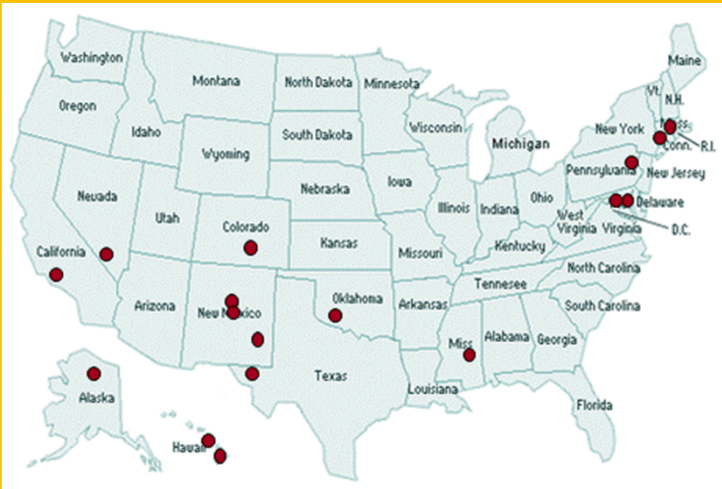 Washington
Montana
North Dakota
Minnesota
Maine
Vt.
N.H.
Oregon
Idaho
South Dakota
Wisconsin
Michigan
New York
Mass.
Conn.
R.I.
Wyoming
Nebraska
Iowa
Pennsylvania
New Jersey
Nevada
Utah
Colorado
Kansas
Illinois
Indiana
Ohio
West
Virginia
Virginia
Delaware
D.C.
California
Missouri
Kentucky
Arizona
New Mexico
Oklahoma
Arkansas
Tennesee
North Carolina
South Carolina
Texas
Miss
Alabama
Georgia
Louisiana
Florida
Alaska
Hawaii